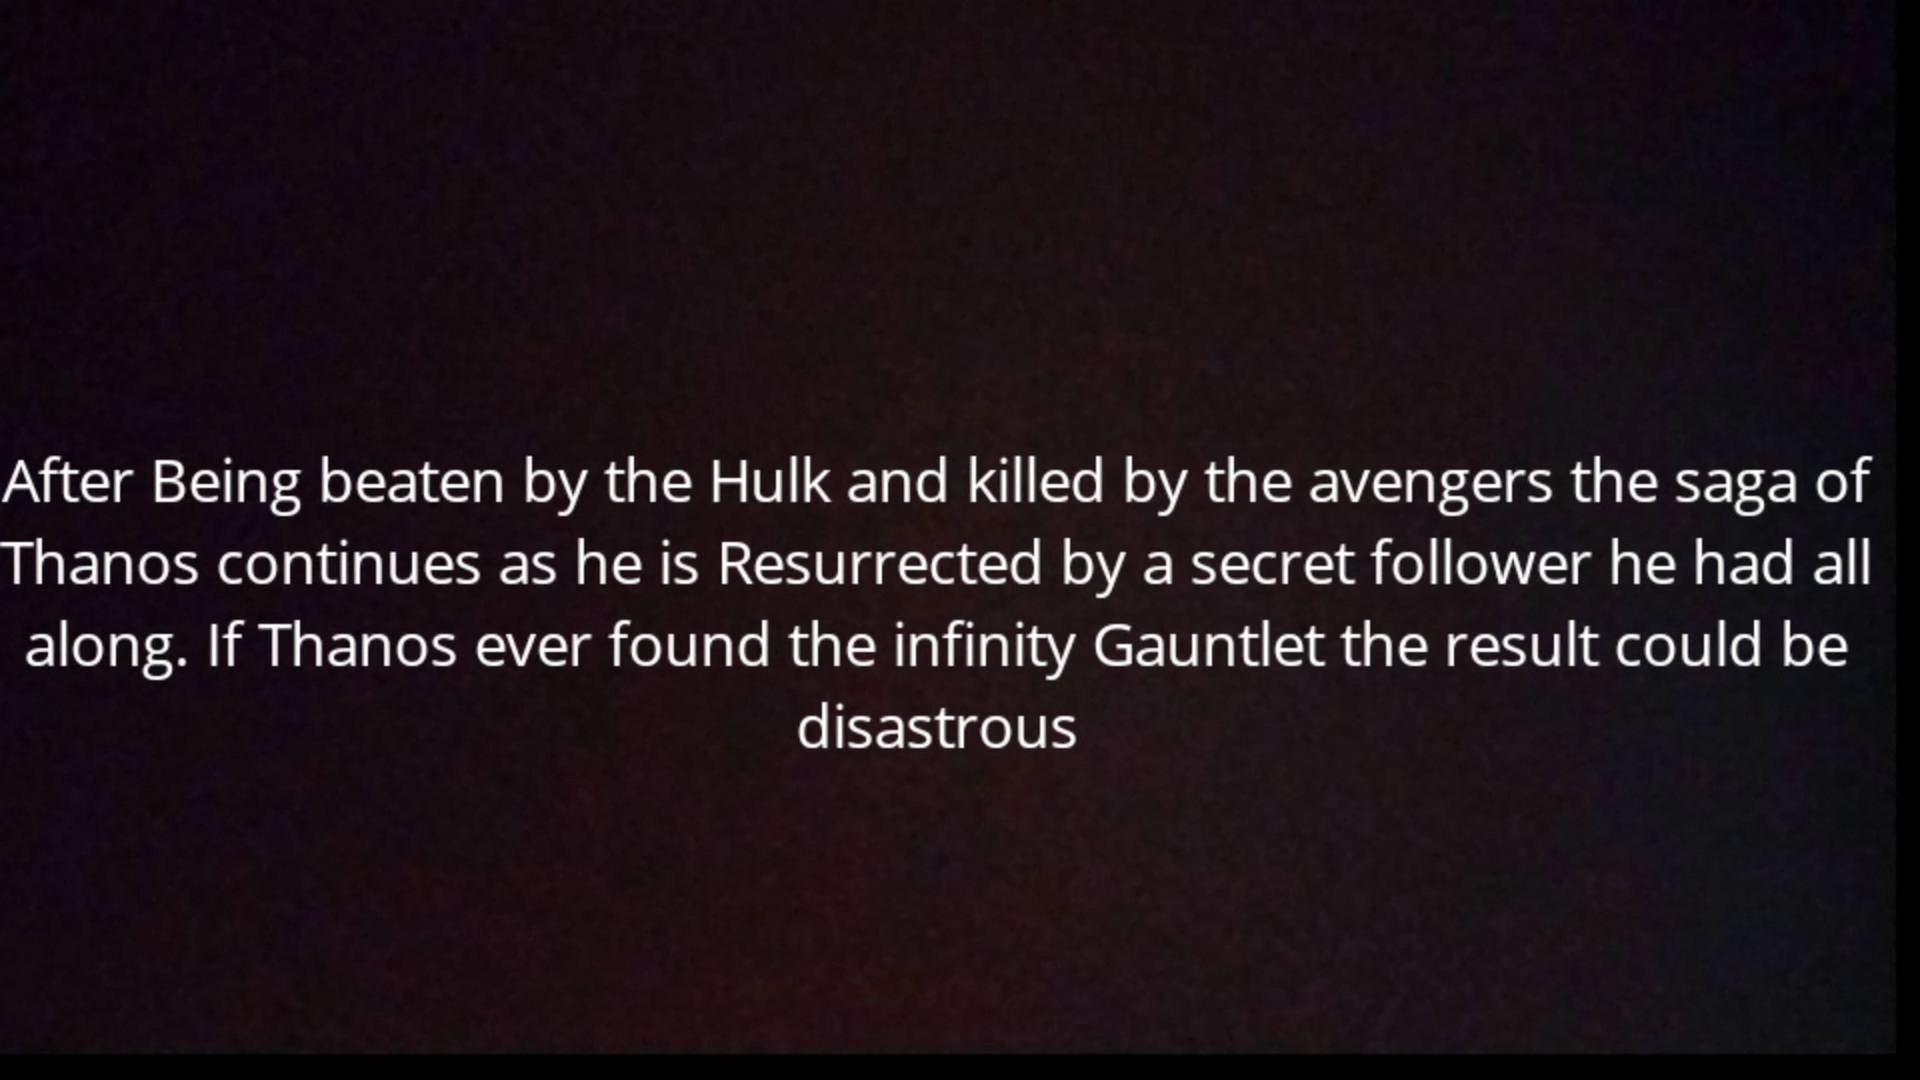 After Being beaten by the Hulk and killed by the avengers the saga of
Thanos continues as he is Resurrected by a secret follower he had all
along. If Thanos ever found the infinity Gauntlet the result could be
disastrous